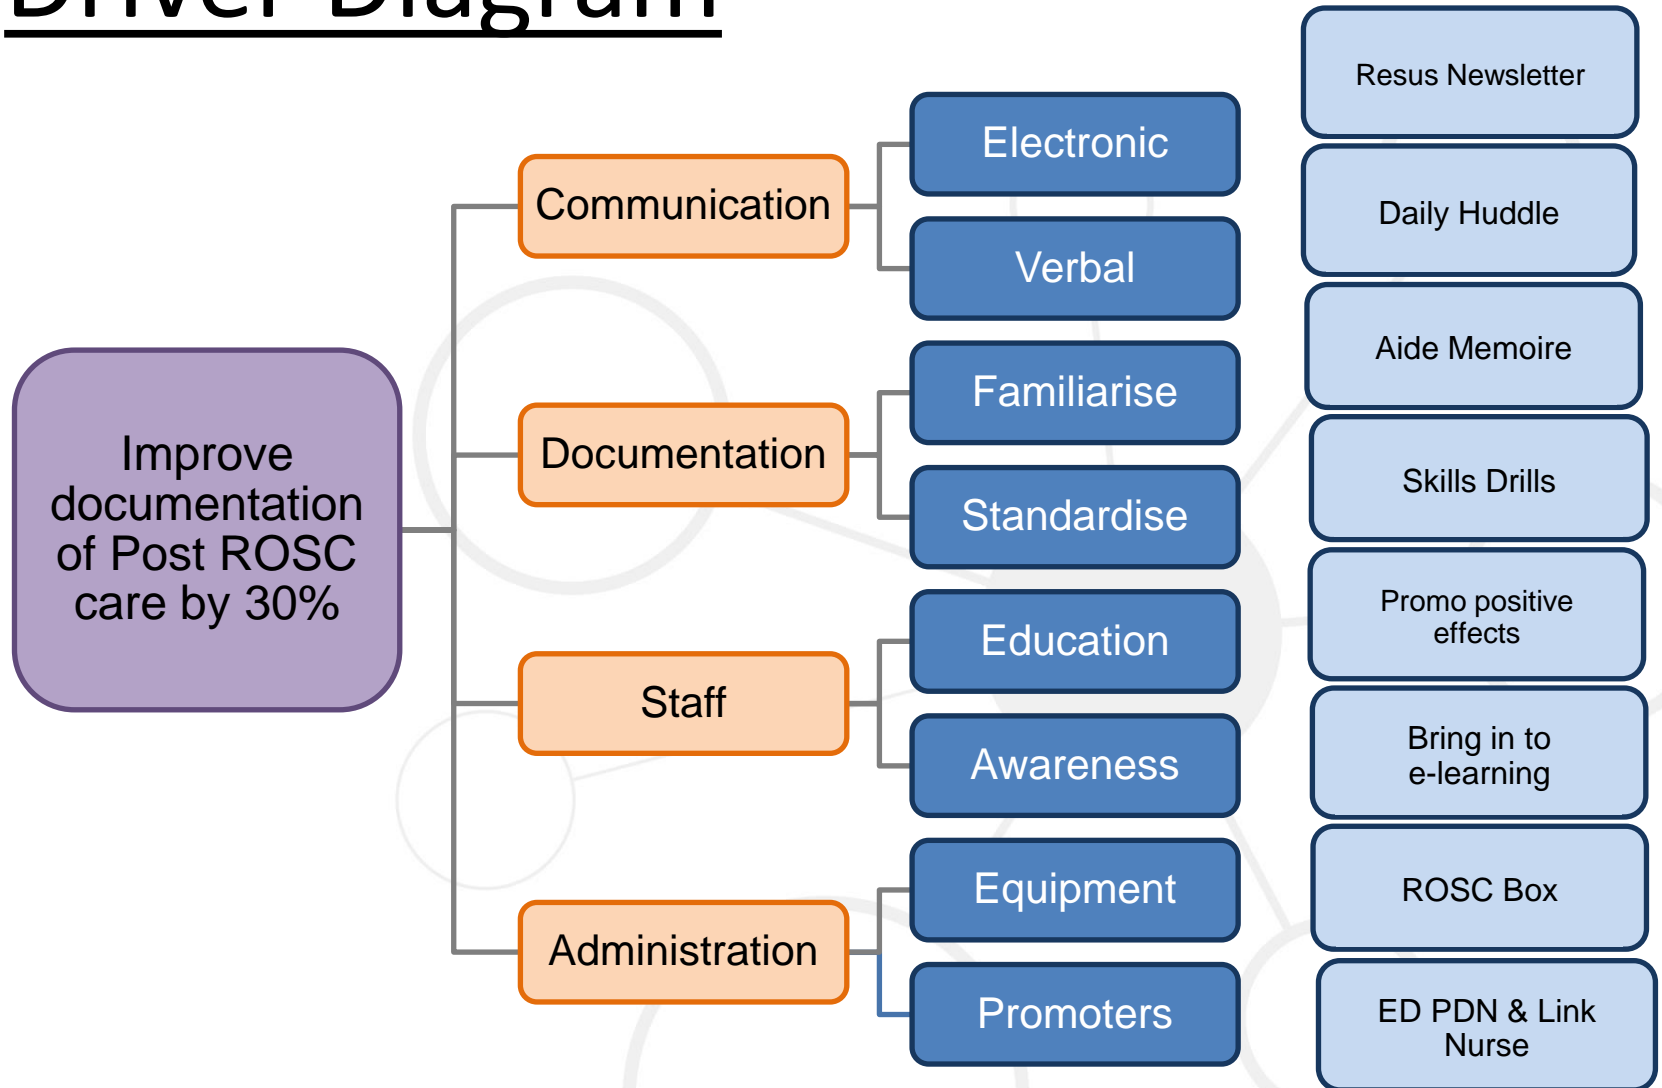 Driver Diagram
Improve
documentation
of Post ROSC
care by 30%
Communication
Documentation
Staff
Administration
Electronic
Verbal
Familiarise
Standardise
Education
Awareness
Equipment
Promoters
Resus Newsletter
Daily Huddle
Aide Memoire
Skills Drills
Promo positive
effects
Bring in to
e-learning
ROSC Box
ED PDN & Link
Nurse